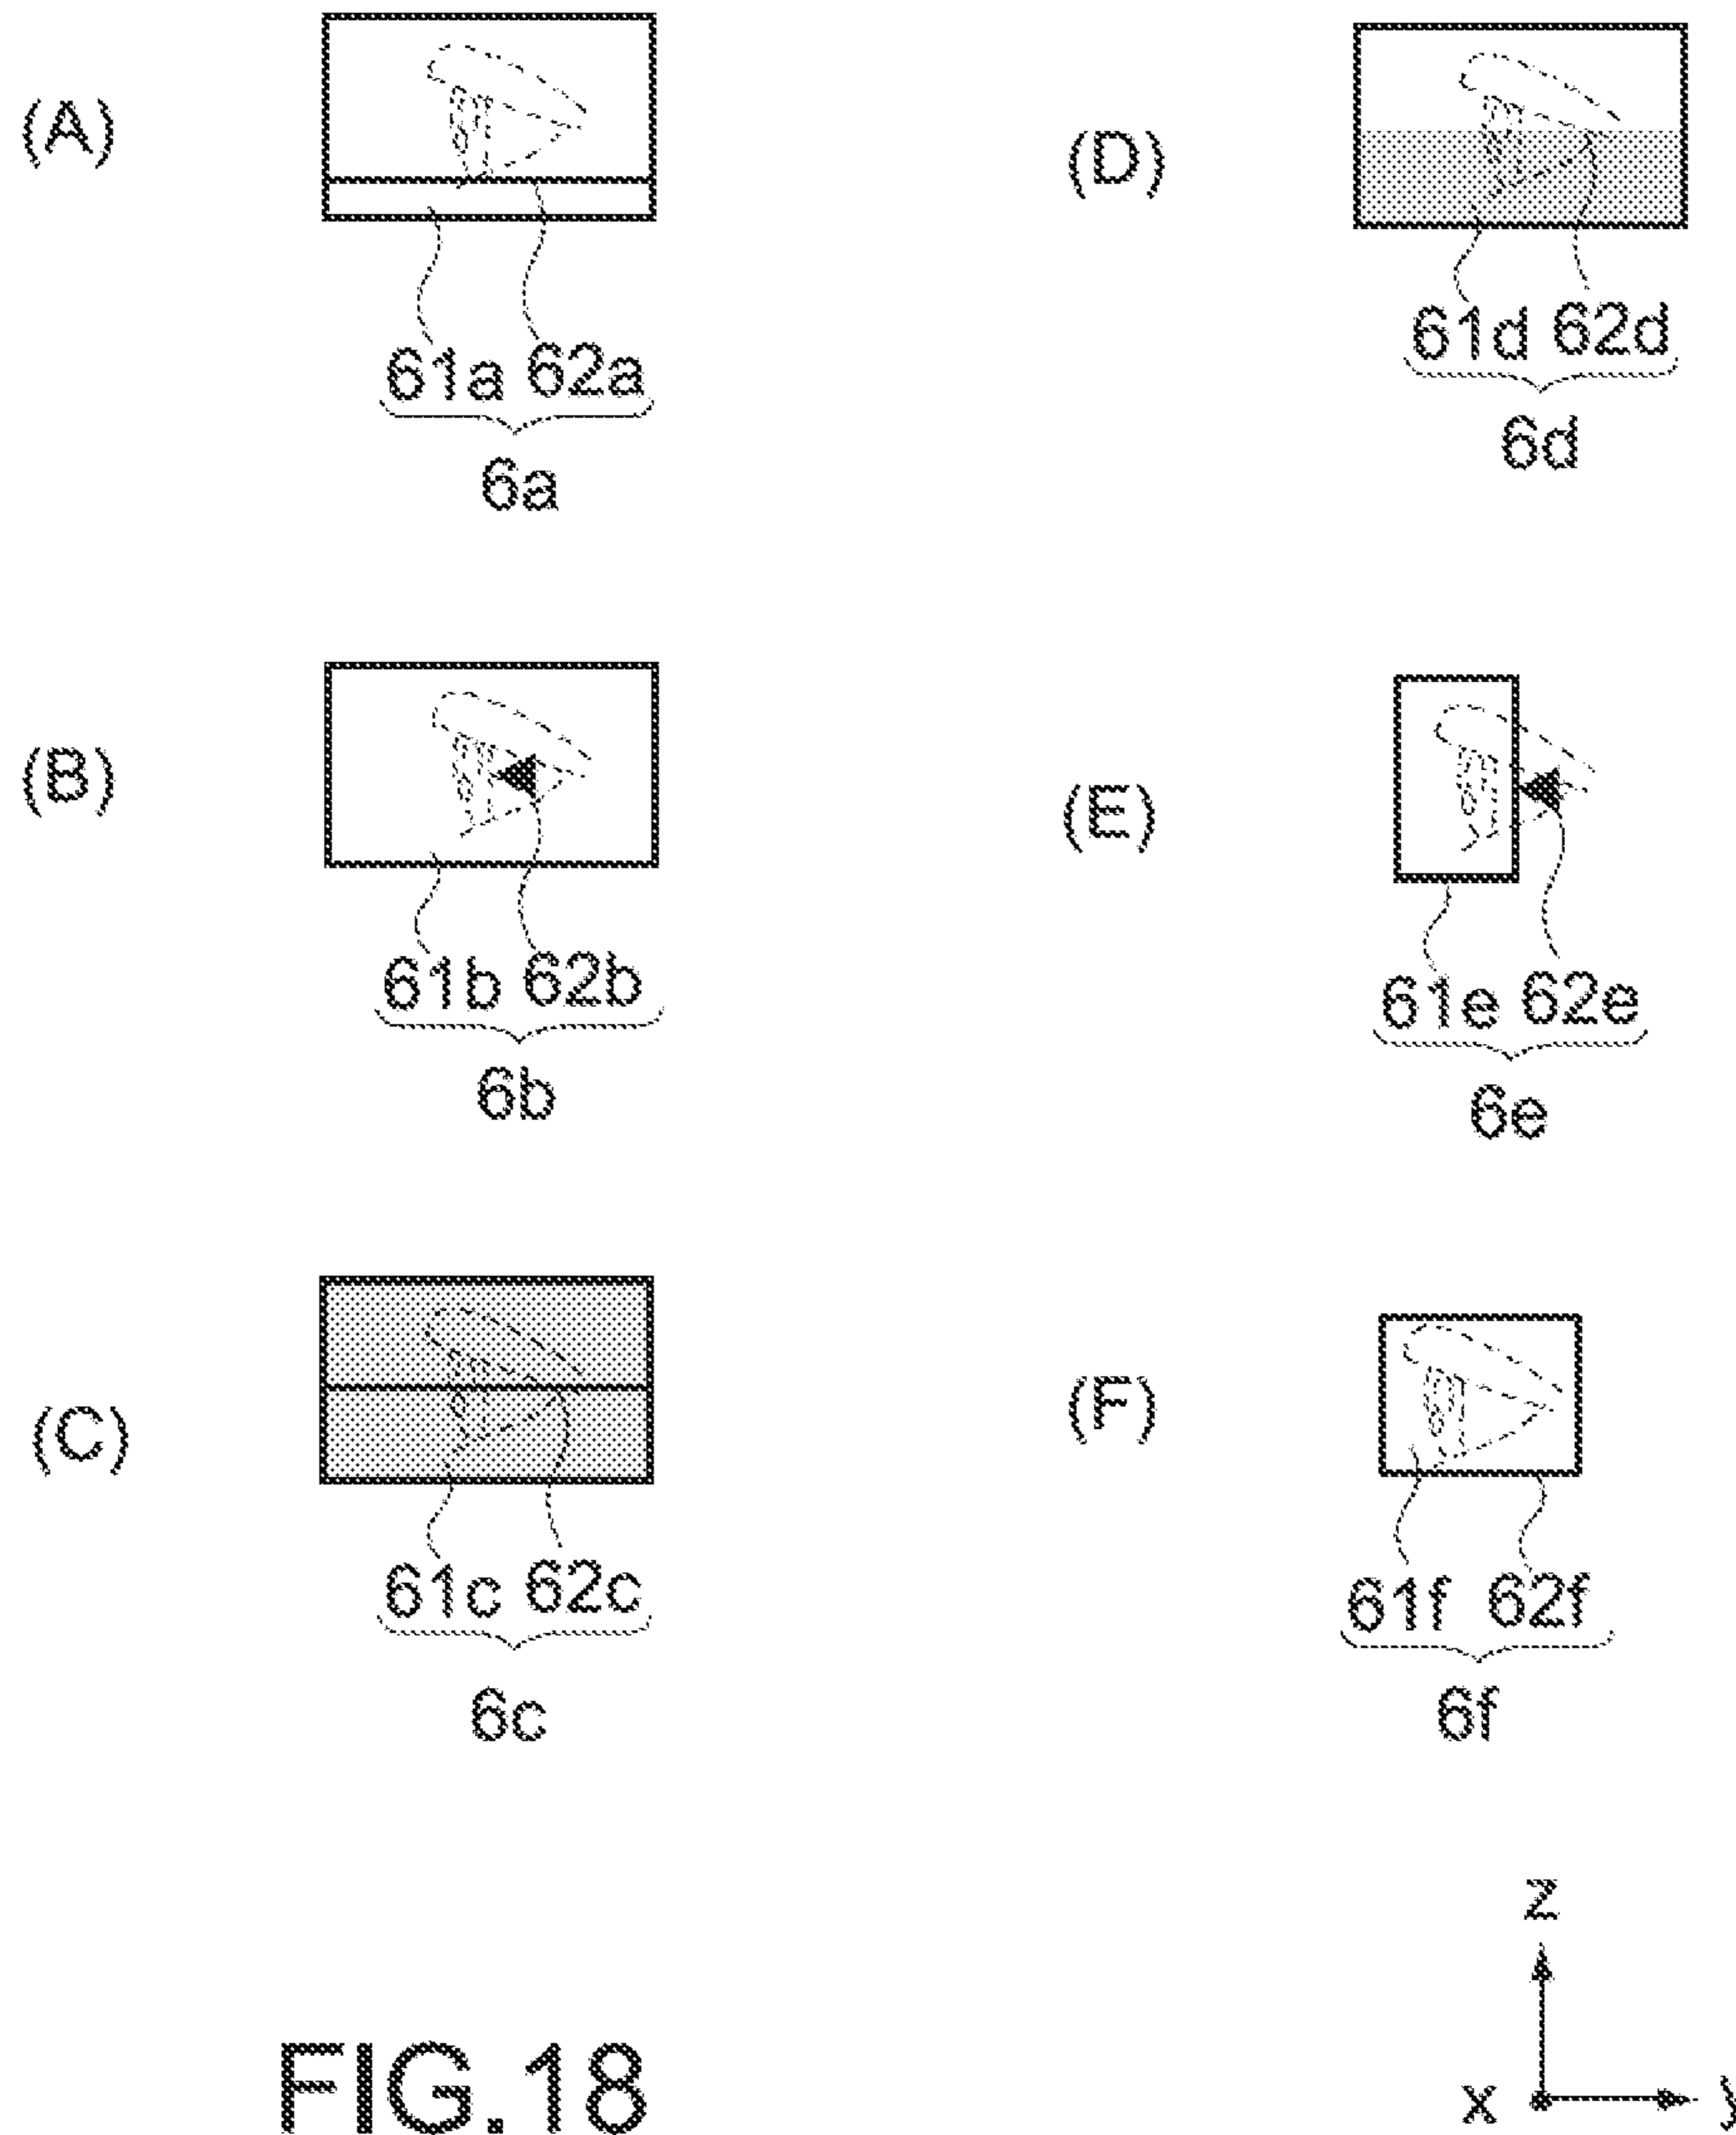 (A)
61a 62a
6a
(B)
61b 62b
6b
(C)
61c 62c
6c
(D)
61d 62d
6d
(E)
61e 62e
6e
(F)
61f 62f
6f
z
x y
FIG.18